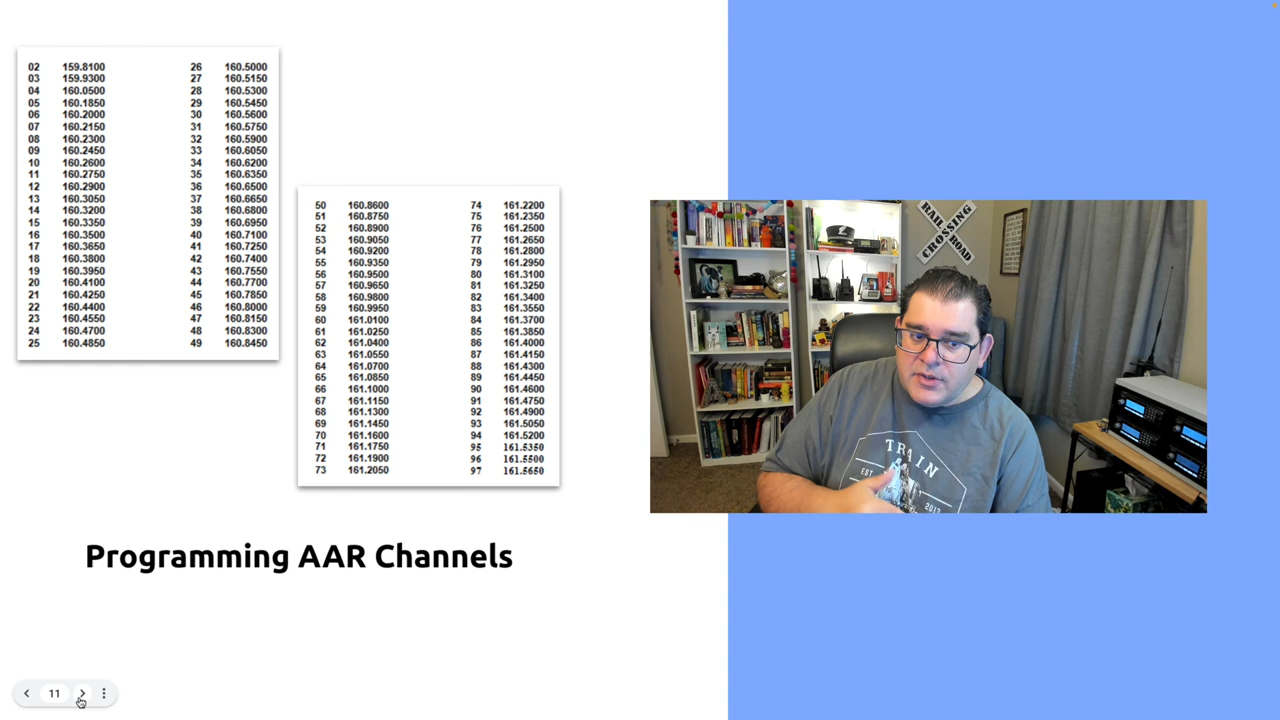 02 159.8100 26 160.5000
03 159.9300 27 160.5150
04 160.0500 28 160.5300
05 160.1850 29 160.5450
06 160.2000 30 160.5600
07 160.2150 31 160.5750
08 160.2300 32 160.5900
09 160.2450 33 160.6050
10 160.2600 34 160.6200
11 160.2750 35 160.6350
12 160.2900 36 160.6500
13 160.3050 37 160.6650
14 160.3200 38 160.6800
15 160.3350 39 160.6950
16 160.3500 40 160.7100
17 160.3650 41 160.7250
18 160.3800 42 160.7400
19 160.3950 43 160.7550
20 160.4100 44 160.7700
21 160.4250 45 160.7850
22 160.4400 46 160.8000
23 160.4550 47 160.8150
24 160.4700 48 160.8300
25 160.4850 49 160.8450
50 160.8600 74 161.2200
51 160.8750 75 161.2350
52 160.8900 76 161.2500
53 160.9050 77 161.2650
54 160.9200 78 161.2800
55 160.9350 79 161.2950
56 160.9500 80 161.3100
57 160.9650 81 161.3250
58 160.9800 82 161.3400
59 160.9950 83 161.3550
60 161.0100 84 161.3700
61 161.0250 85 161.3850
62 161.0400 86 161.4000
63 161.0550 87 161.4150
64 161.0700 88 161.4300
65 161.0850 89 161.4450
66 161.1000 90 161.4600
67 161.1150 91 161.4750
68 161.1300 92 161.4900
69 161.1450 93 161.5050
70 161.1600 94 161.5200
71 161.1750 95 161.5350
72 161.1900 96 161.5500
73 161.2050 97 161.5650
RAIL ROAD
CROSSING
TRAIN
EST
2017
Programming AAR Channels
11